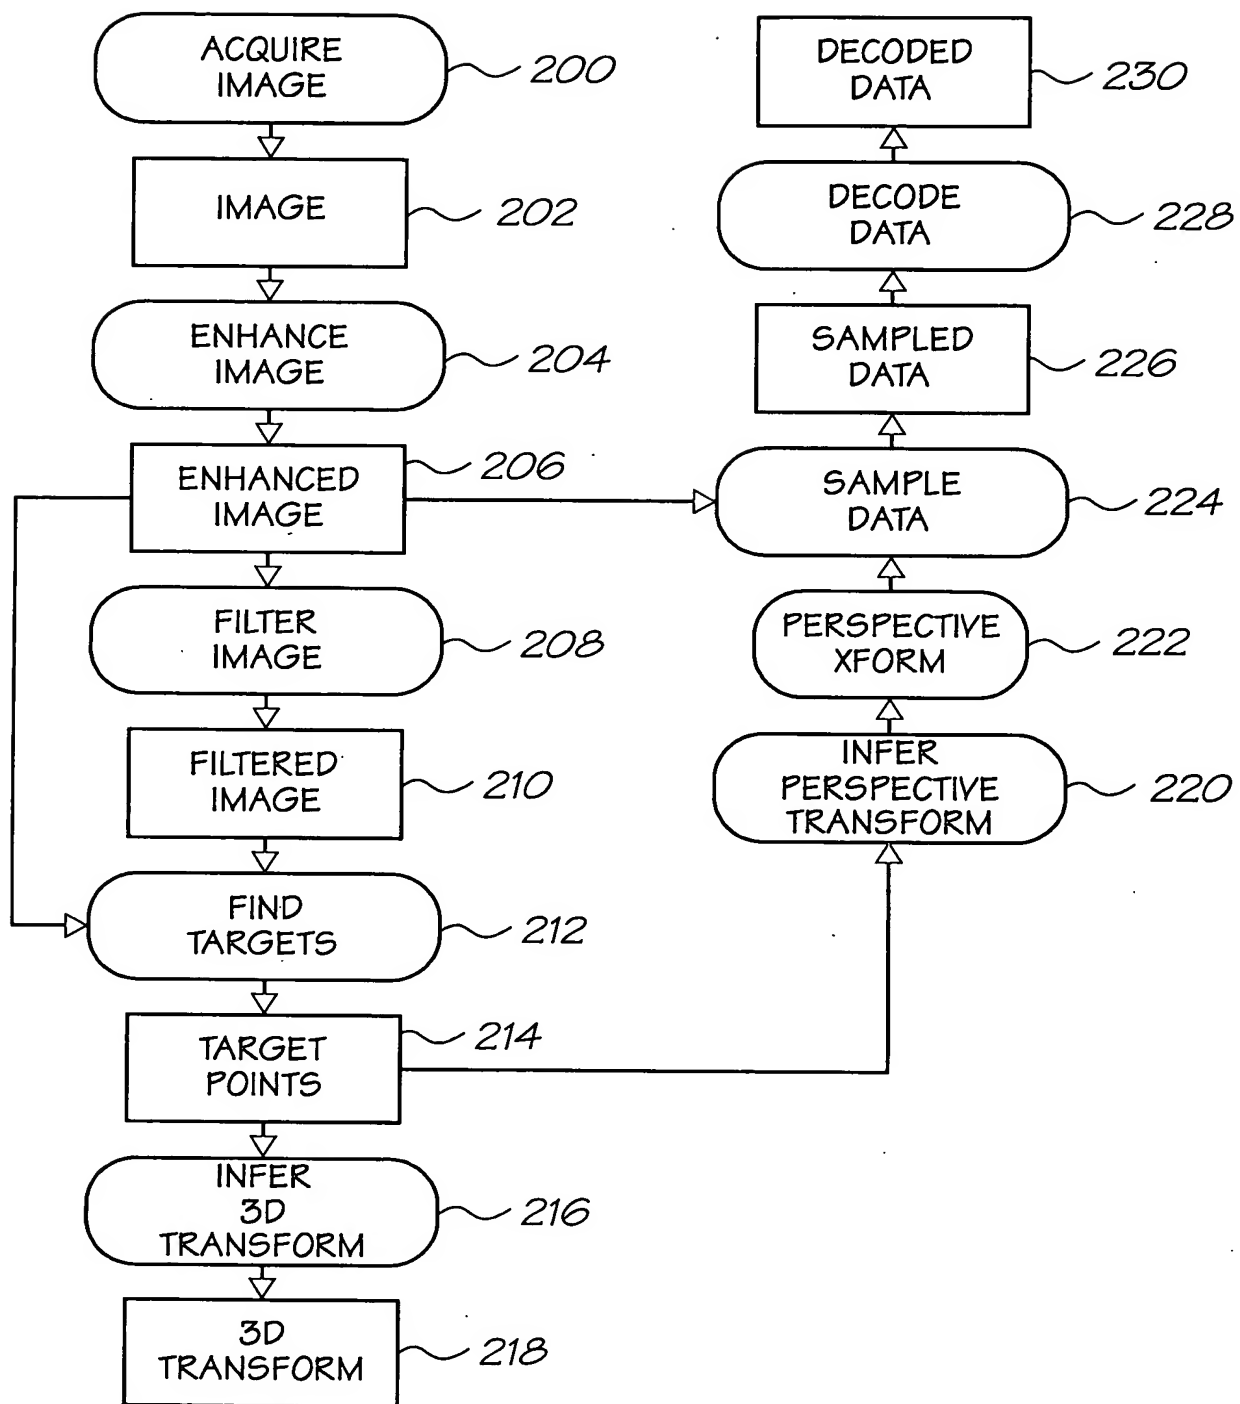 ACQUIRE
IMAGE
200
IMAGE
202
ENHANCE
IMAGE
204
ENHANCED
IMAGE
206
FILTER
IMAGE
208
FILTERED
IMAGE
210
FIND
TARGETS
212
TARGET
POINTS
214
INFER
3D
TRANSFORM
216
3D
TRANSFORM
218
DECODED
DATA
230
DECODE
DATA
228
SAMPLED
DATA
226
SAMPLE
DATA
224
PERSPECTIVE
XFORM
222
INFER
PERSPECTIVE
TRANSFORM
220